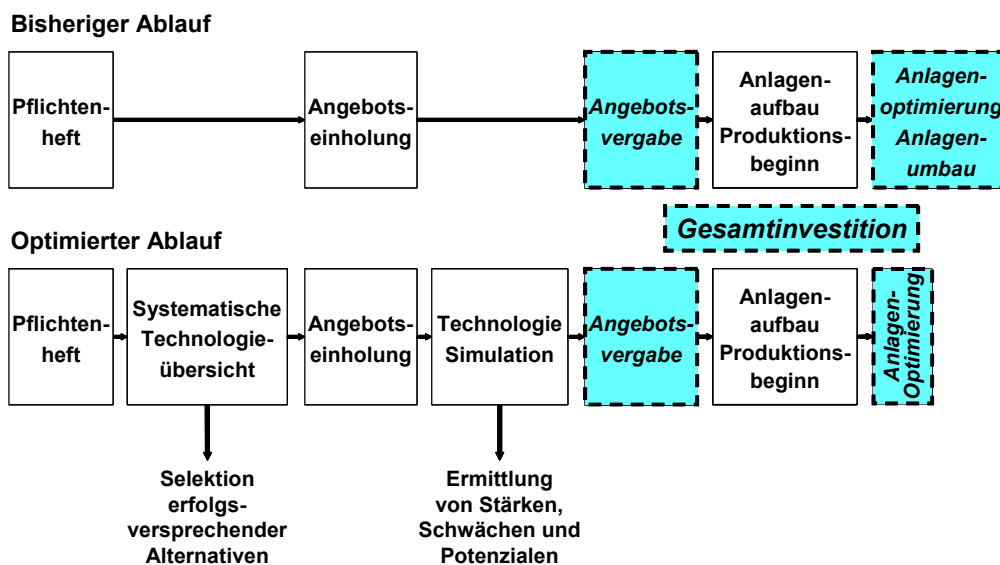 Bisheriger Ablauf
Pflichten-
heft
Angebots-
einholung
Angebots-
vergabe
Anlagen-
aufbau
Produktions-
beginn
Anlagen-
optimierung
Anlagen-
umbau
Gesamtinvestition
Optimierter Ablauf
Pflichten-
heft
Systematische
Technologie-
übersicht
Angebots-
einholung
Technologie
Simulation
Angebots-
vergabe
Anlagen-
aufbau
Produktions-
beginn
Anlagen-
Optimierung
Selektion
erfolgs-
versprechender
Alternativen
Ermittlung
von Stärken,
Schwächen und
Potenzialen